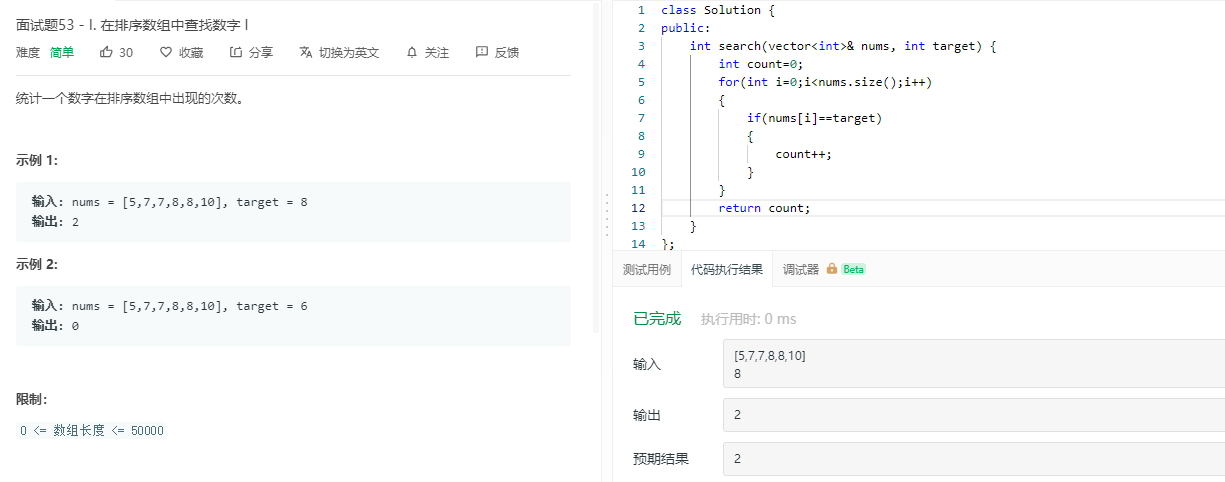 面试题53 - I. 在排序数组中查找数字 I
难度 简单 30 收藏 分享 切换为英文 关注 反馈
统计一个数字在排序数组中出现的次数。
示例 1:
输入: nums = [5,7,7,8,8,10], target = 8
输出: 2
示例 2:
输入: nums = [5,7,7,8,8,10], target = 6
输出: 0
限制:
0 <= 数组长度 <= 50000
1 class Solution {
2 public:
3     int search(vector<int>& nums, int target) {
4         int count=0;
5         for(int i=0;i<nums.size();i++)
6         {
7             if(nums[i]==target)
8             {
9                 count++;
10             }
11         }
12         return count;
13     }
14 };
测试用例 代码执行结果 调试器 Beta
已完成 执行用时: 0 ms
输入
[5,7,7,8,8,10]
8
输出 2
预期结果 2